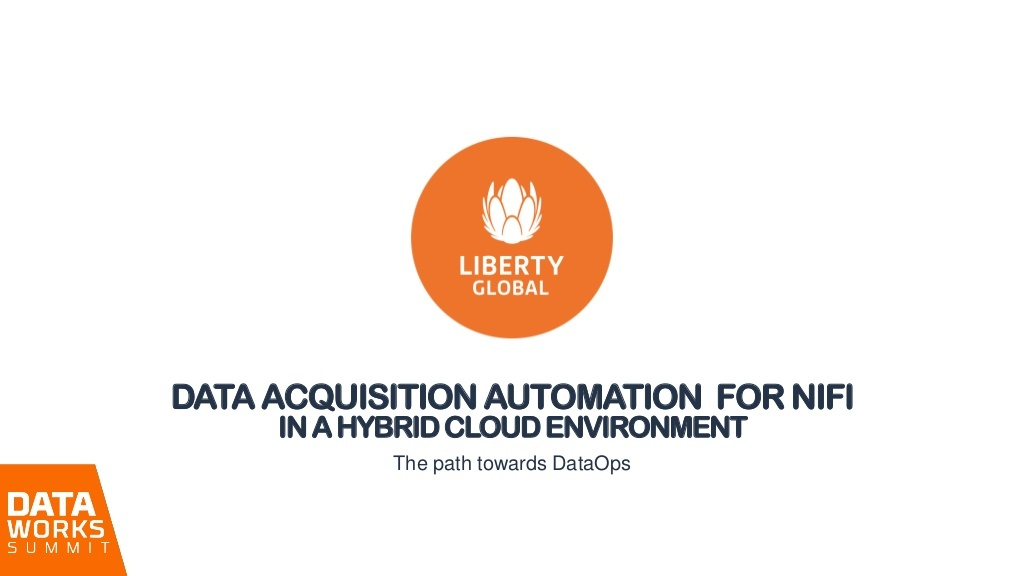 LIBERTY
GLOBAL
DATA ACQUISITION AUTOMATION FOR NIFI
IN A HYBRID CLOUD ENVIRONMENT
The path towards DataOps
DATA
WORKS
SUMMIT